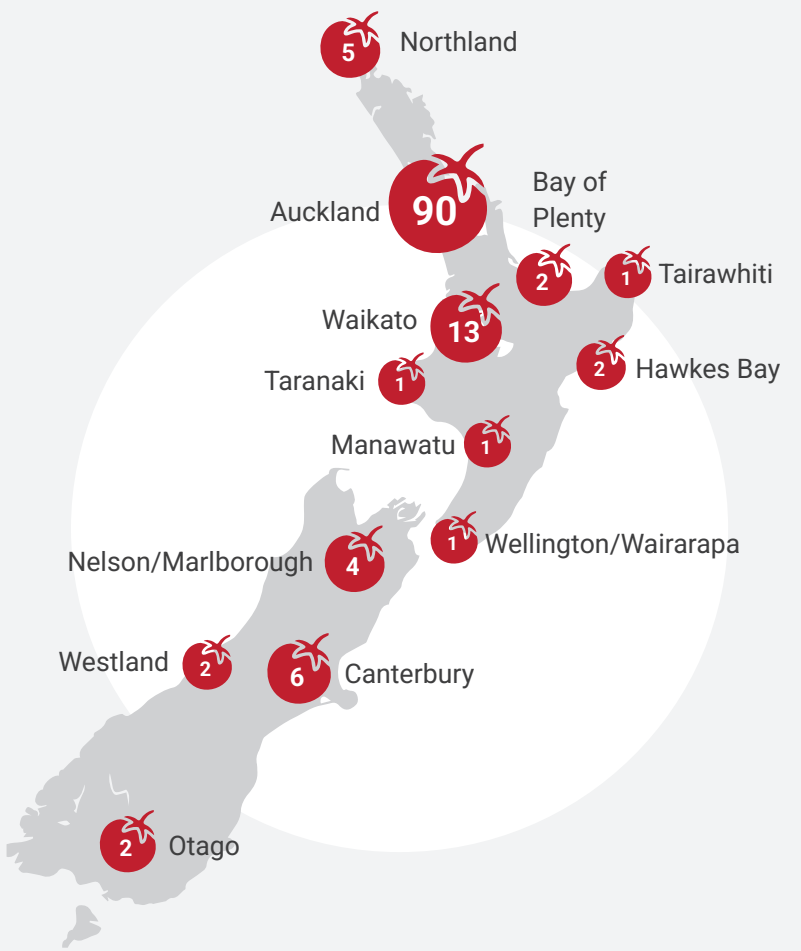 5 Northland
Auckland 90
Bay of
Plenty
2
1 Tairawhiti
Waikato 13
Taranaki 1
2 Hawkes Bay
Manawatu 1
1 Wellington/Wairarapa
Nelson/Marlborough 4
Westland 2
6 Canterbury
2 Otago